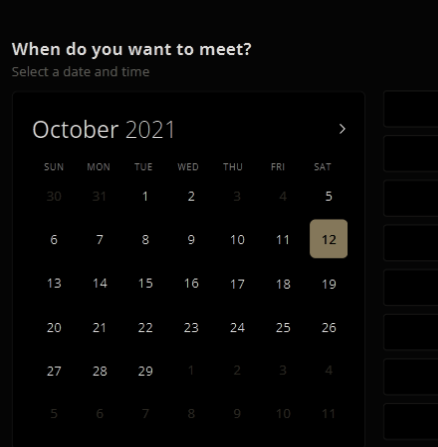 When do you want to meet?
Select a date and time
October 2021
SUN MON TUE WED THU FRI SAT
30 31 1 2 3 4 5
6 7 8 9 10 11 12
13 14 15 16 17 18 19
20 21 22 23 24 25 26
27 28 29 1 2 3 4
5 6 7 8 9 10 11